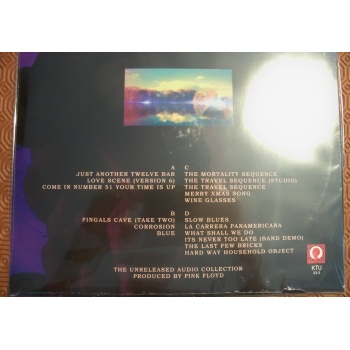 A
JUST ANOTHER TWELVE BAR
LOVE SCENE (VERSION 6)
COME IN NUMBER 51 YOUR TIME IS UP
B
FINGALS CAVE (TAKE TWO)
CORROSION
BLUE
C
THE MORTALITY SEQUENCE
THE TRAVEL SEQUENCE (STUDIO)
THE TRAVEL SEQUENCE
MERRY XMAS SONG
WINE GLASSES
D
SLOW BLUES
LA CARRERA PANAMERICANA
WHAT SHALL WE DO
ITS NEVER TOO LATE (BAND DEMO)
THE LAST FEW BRICKS
HARD WAY HOUSEHOLD OBJECT
THE UNRELEASED AUDIO COLLECTION
PRODUCED BY PINK FLOYD
KTU